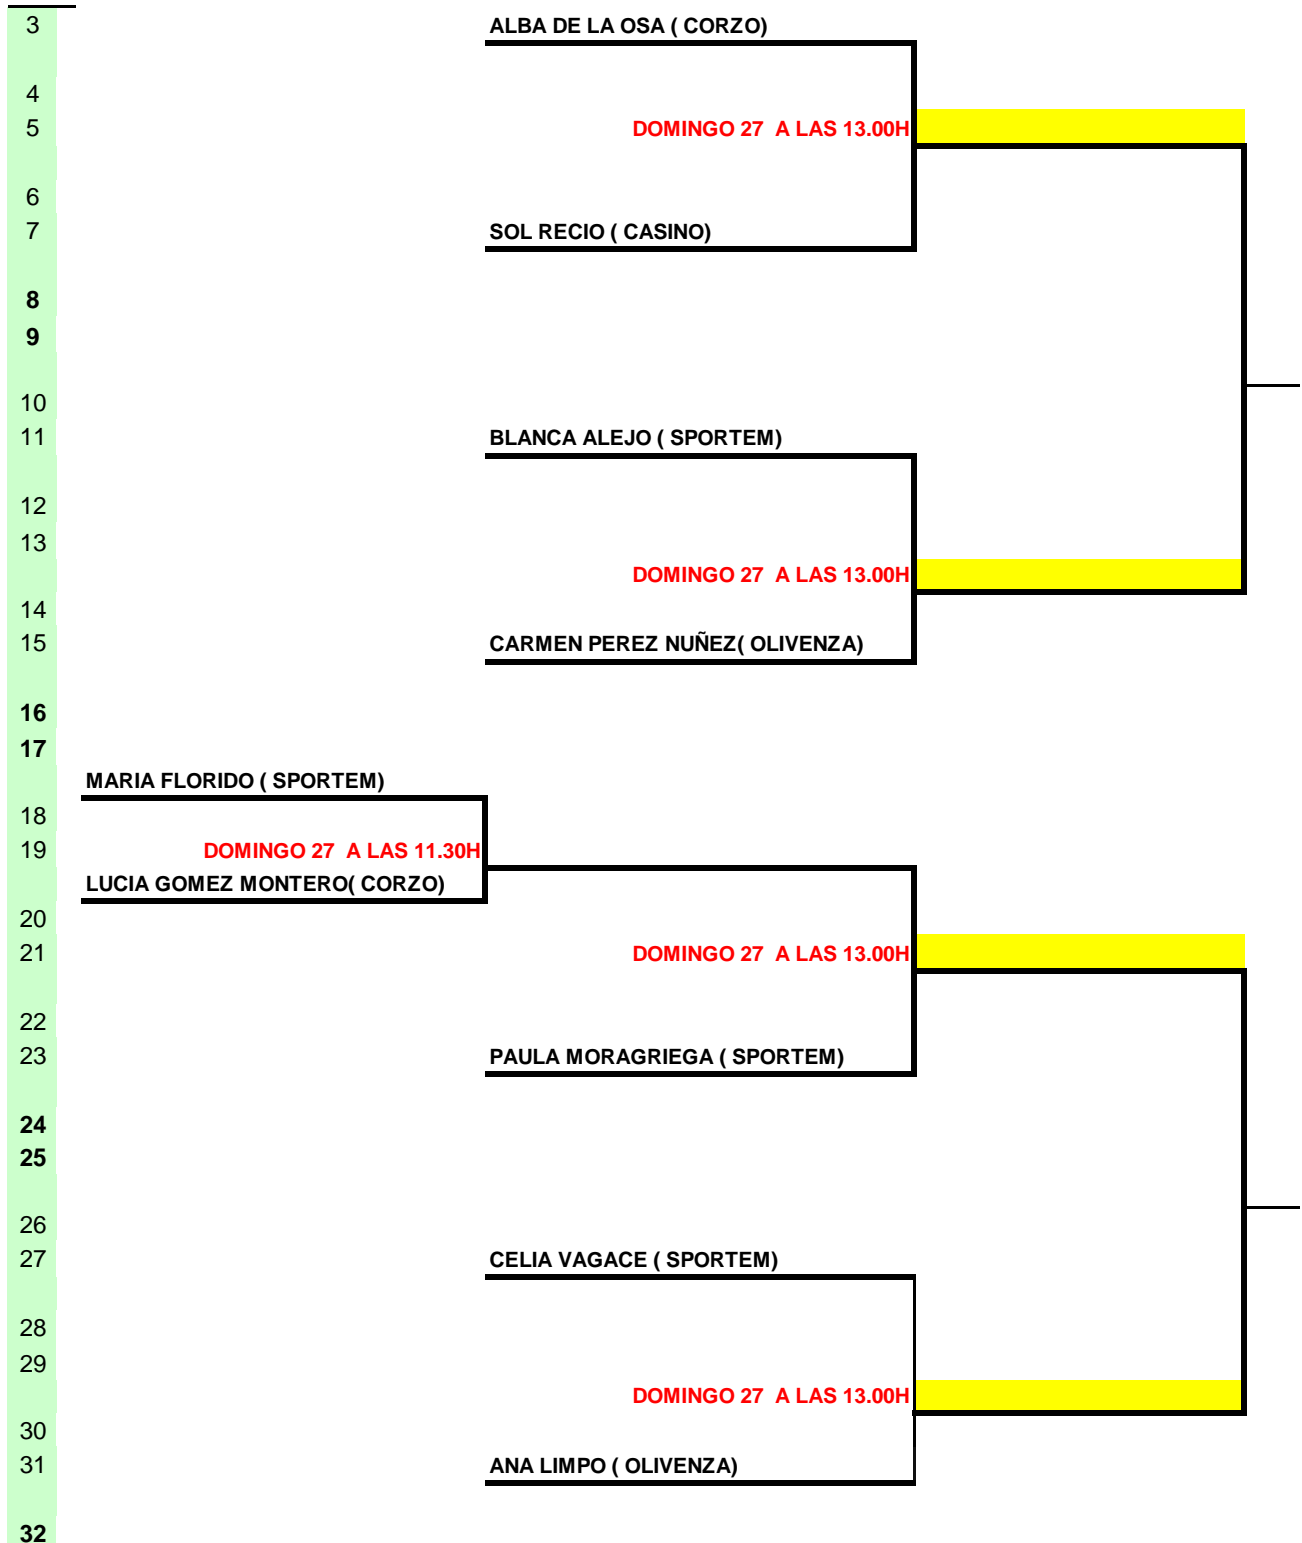 3 ALBA DE LA OSA ( CORZO)
4
5 DOMINGO 27  A LAS 13.00H
6
7 SOL RECIO ( CASINO)
8
9
10
11 BLANCA ALEJO ( SPORTEM)
12
13
DOMINGO 27  A LAS 13.00H
14
15 CARMEN PEREZ NUÑEZ( OLIVENZA)
16
17
MARIA FLORIDO ( SPORTEM)
18
19 DOMINGO 27  A LAS 11.30H
LUCIA GOMEZ MONTERO( CORZO)
20
21 DOMINGO 27  A LAS 13.00H
22
23 PAULA MORAGRIEGA ( SPORTEM)
24
25
26
27 CELIA VAGACE ( SPORTEM)
28
29
DOMINGO 27  A LAS 13.00H
30
31 ANA LIMPO ( OLIVENZA)
32